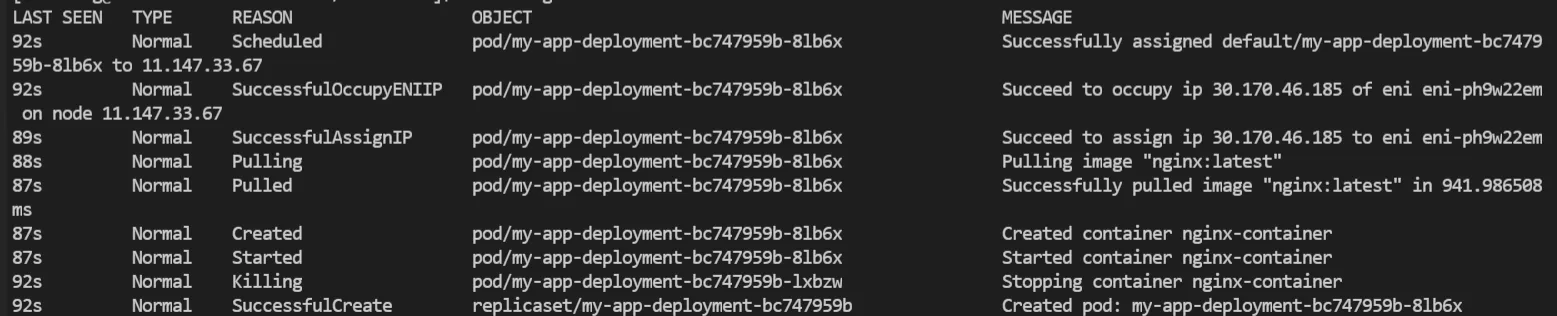 LAST SEEN TYPE REASON OBJECT MESSAGE
92s Normal Scheduled pod/my-app-deployment-bc747959b-8lb6x Successfully assigned default/my-app-deployment-bc7479
59b-8lb6x to 11.147.33.67
92s Normal SuccessfulOccupyENIIP pod/my-app-deployment-bc747959b-8lb6x Succeed to occupy ip 30.170.46.185 of eni eni-ph9w22em
on node 11.147.33.67
89s Normal SuccessfulAssignIP pod/my-app-deployment-bc747959b-8lb6x Succeed to assign ip 30.170.46.185 to eni eni-ph9w22em
88s Normal Pulling pod/my-app-deployment-bc747959b-8lb6x Pulling image "nginx:latest"
87s Normal Pulled pod/my-app-deployment-bc747959b-8lb6x Successfully pulled image "nginx:latest" in 941.986508
ms
87s Normal Created pod/my-app-deployment-bc747959b-8lb6x Created container nginx-container
87s Normal Started pod/my-app-deployment-bc747959b-8lb6x Started container nginx-container
92s Normal Killing pod/my-app-deployment-bc747959b-lxbzw Stopping container nginx-container
92s Normal SuccessfulCreate replicaset/my-app-deployment-bc747959b Created pod: my-app-deployment-bc747959b-8lb6x